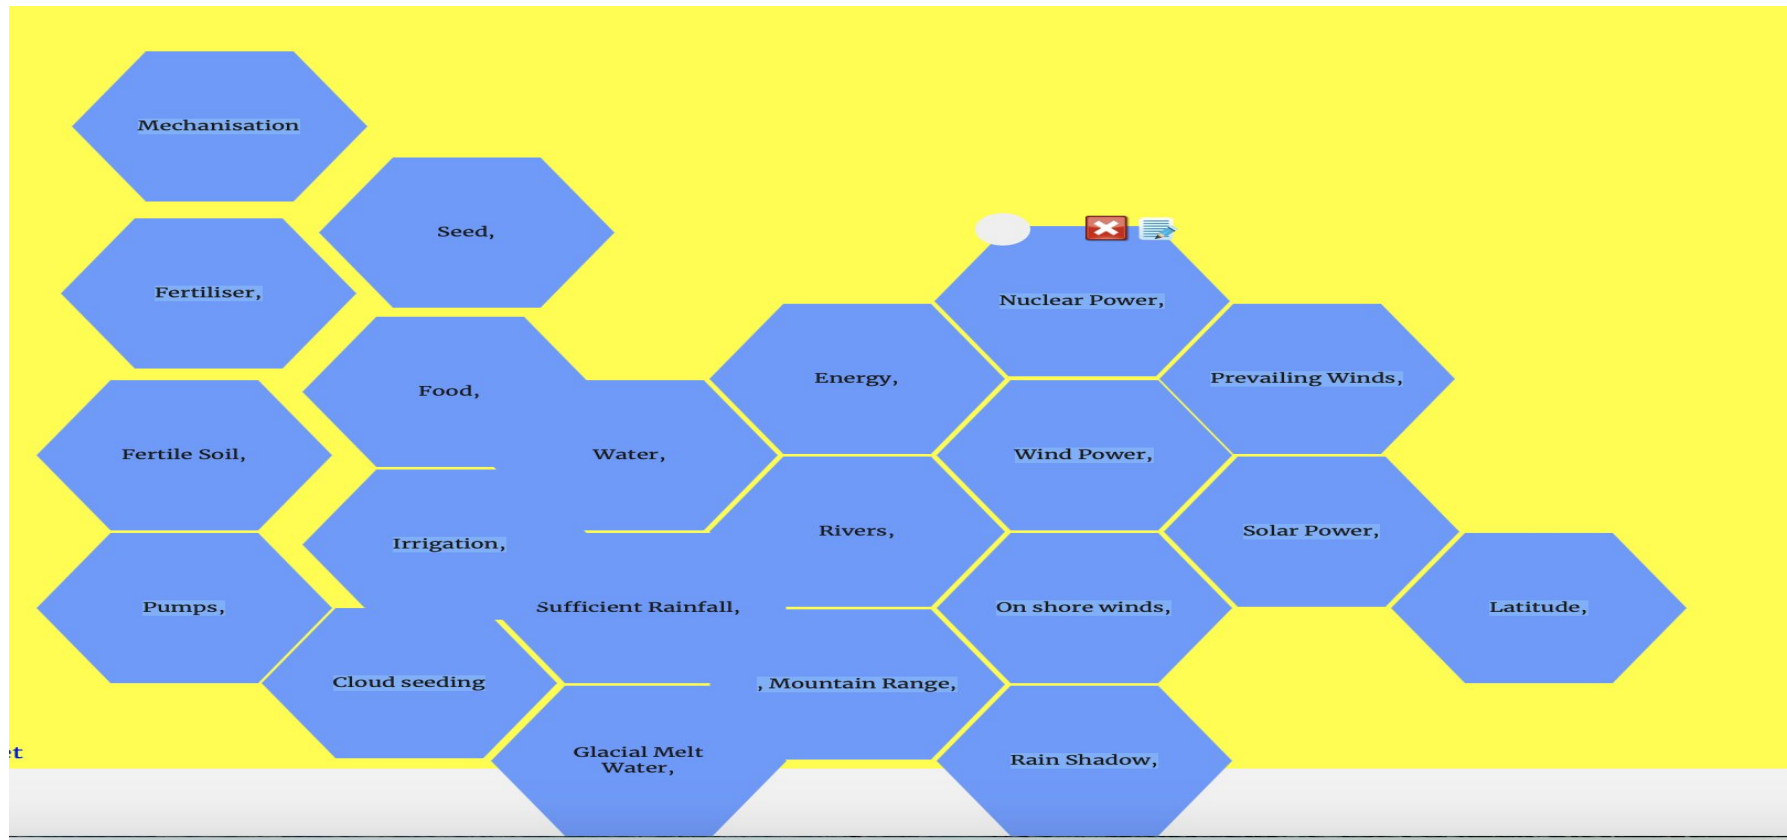 Mechanisation
Seed,
Fertiliser,
Nuclear Power,
Energy,
Prevailing Winds,
Food,
Fertile Soil,
Water,
Wind Power,
Rivers,
Solar Power,
Irrigation,
Pumps,
Sufficient Rainfall,
On shore winds,
Latitude,
Cloud seeding
, Mountain Range,
Glacial Melt
Water,
Rain Shadow,